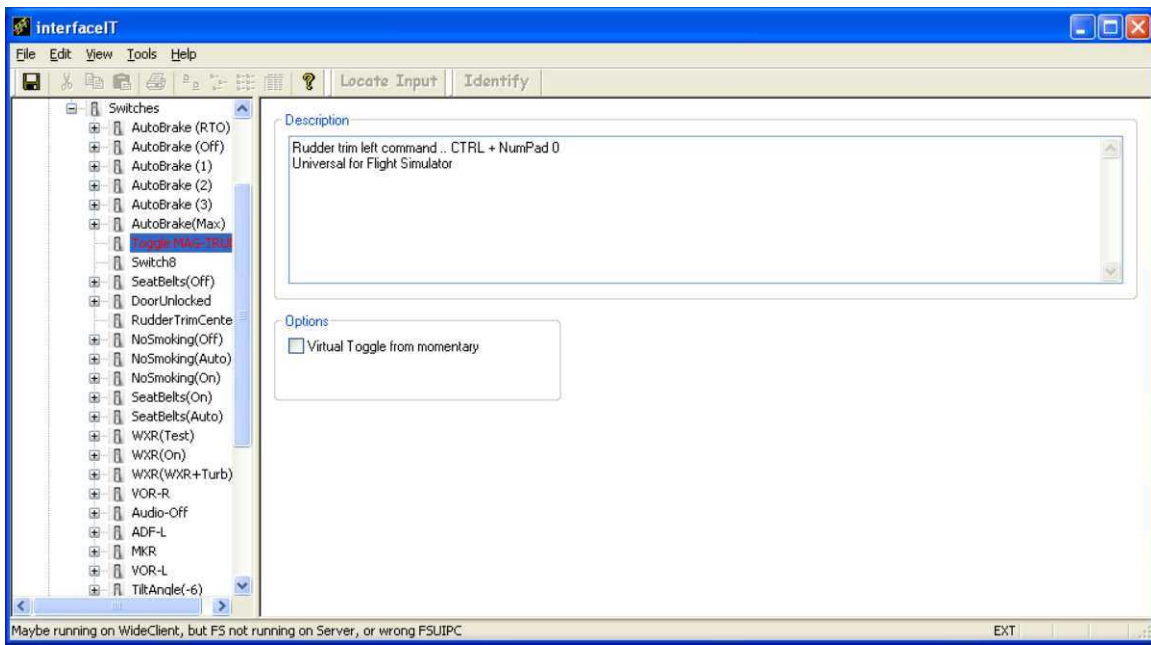 interfaceIT
File Edit View Tools Help
Locate Input Identify
Switches
AutoBrake (RTO)
AutoBrake (Off)
AutoBrake (1)
AutoBrake (2)
AutoBrake (3)
AutoBrake(Max)
Toggle MAG-TRU
Switch8
SeatBelts(Off)
DoorUnlocked
RudderTrimCente
NoSmoking(Off)
NoSmoking(Auto)
NoSmoking(On)
SeatBelts(On)
SeatBelts(Auto)
WXR(Test)
WXR(On)
WXR(WXR+Turb)
VOR-R
Audio-Off
ADF-L
MKR
VOR-L
TiltAngle(-6)
Description
Rudder trim left command .. CTRL + NumPad 0
Universal for Flight Simulator
Options
Virtual Toggle from momentary
Maybe running on WideClient, but FS not running on Server, or wrong FSUIPC
EXT